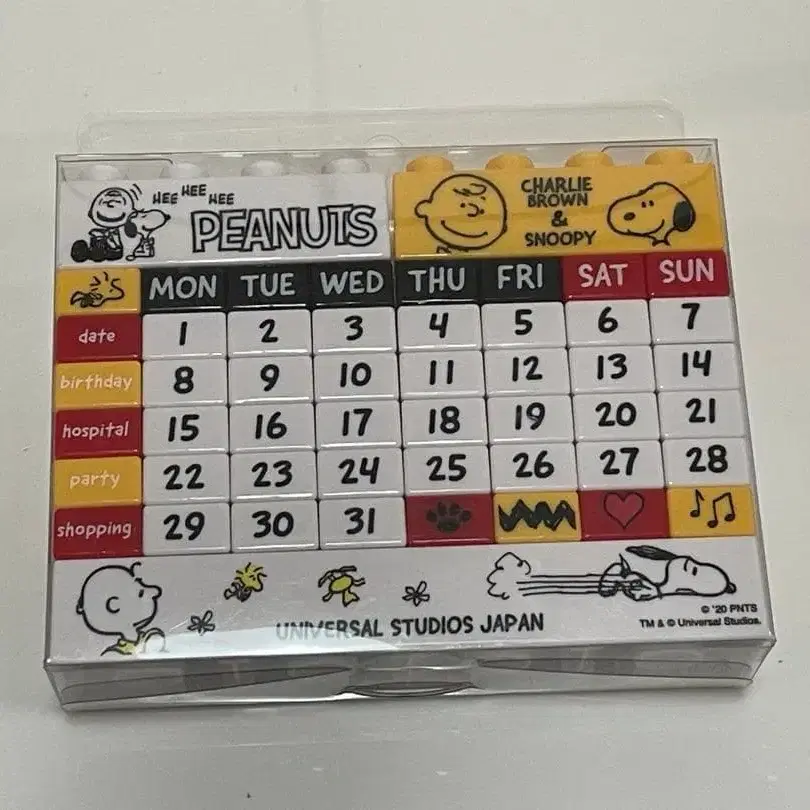 HEE HEE HEE
PEANUTS
CHARLIE
BROWN
&
SNOOPY
MON TUE WED THU FRI SAT SUN
date 1 2 3 4 5 6 7
birthday 8 9 10 11 12 13 14
hospital 15 16 17 18 19 20 21
party 22 23 24 25 26 27 28
shopping 29 30 31
UNIVERSAL STUDIOS JAPAN
© '20 PNTS
TM & © Universal Studios.